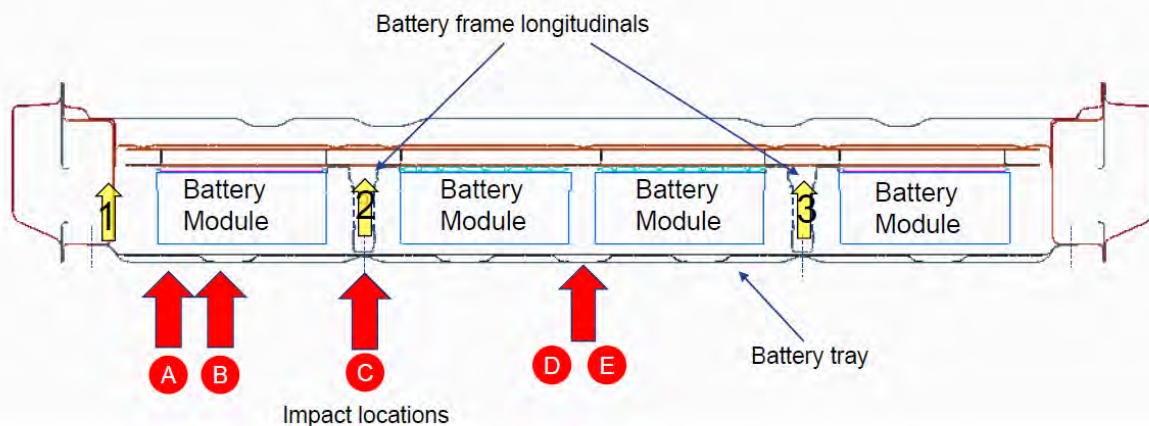 Battery frame longitudinals
1
Battery
Module
2
Battery
Module
Battery
Module
3
Battery
Module
A
B
C
D
E
Battery tray
Impact locations